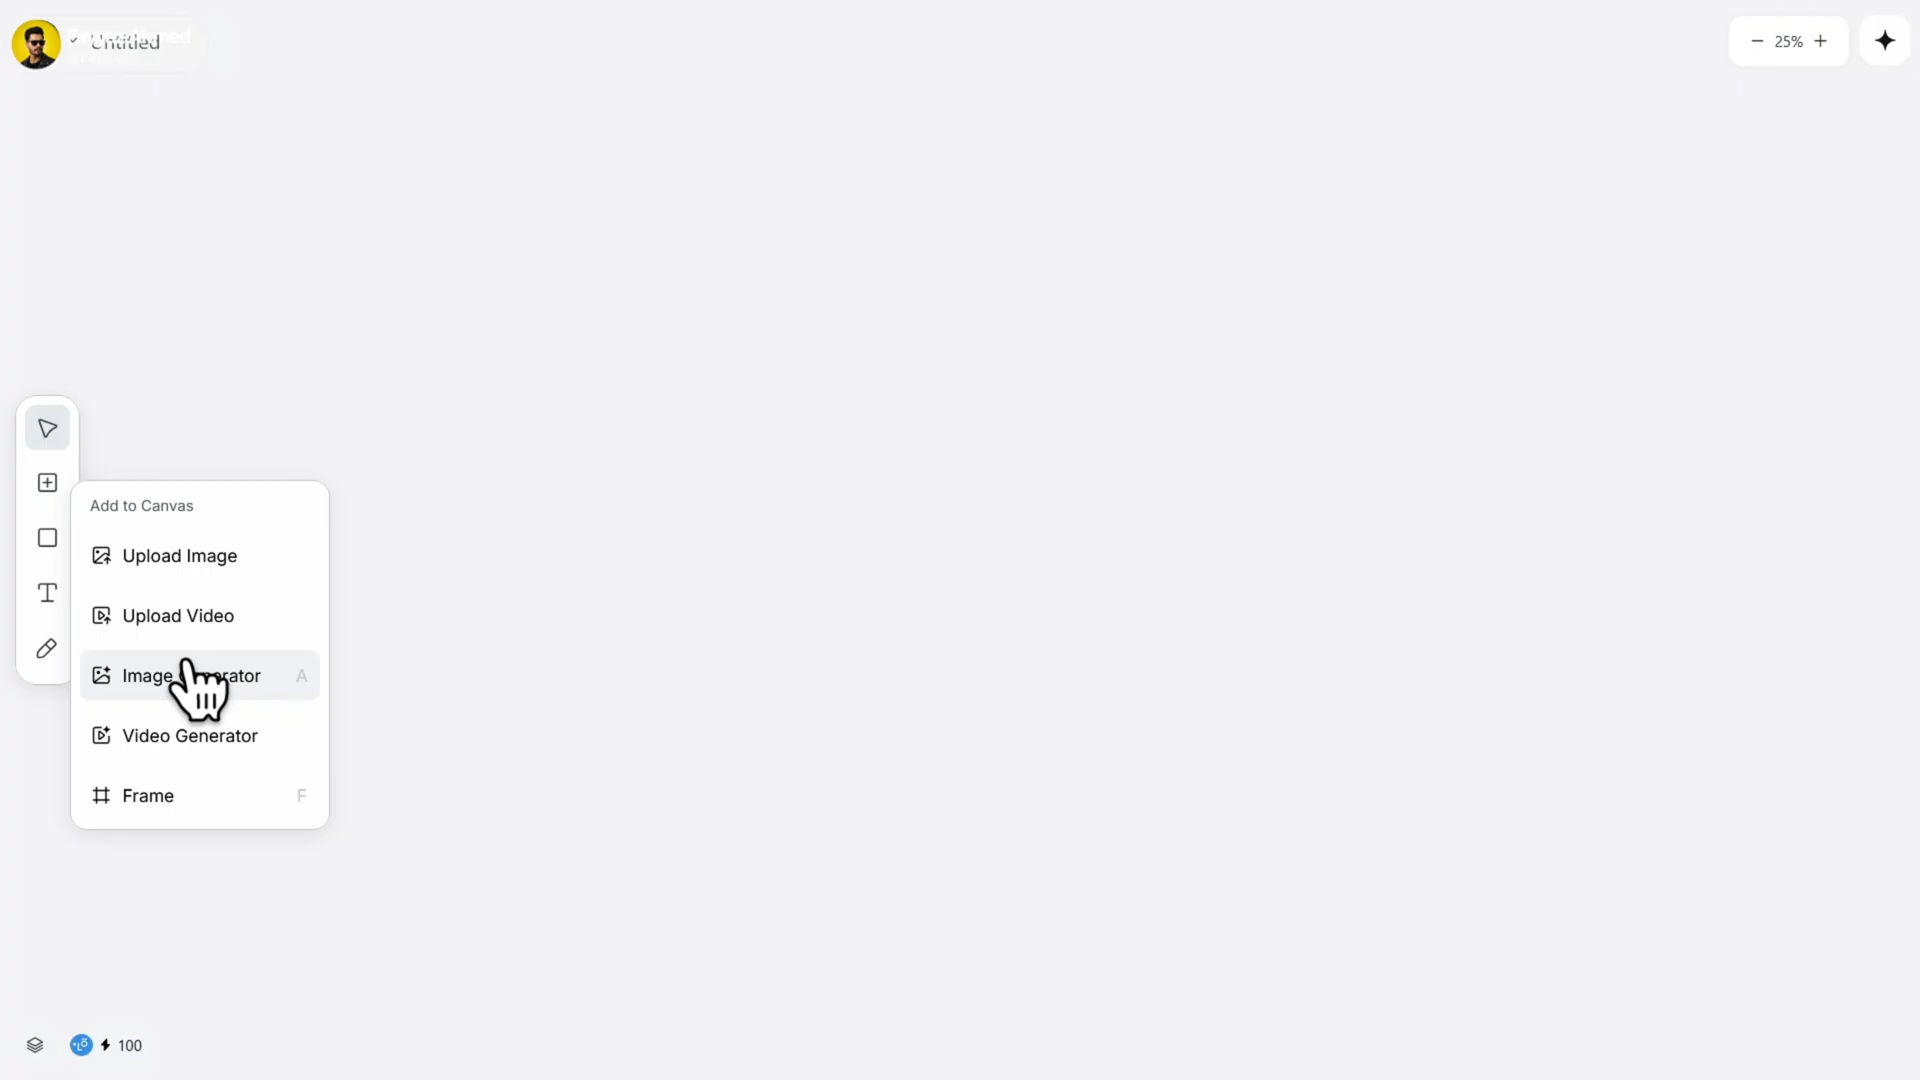 Untitled
25%
Add to Canvas
Upload Image
Upload Video
Image A
Video Generator
Frame F
100